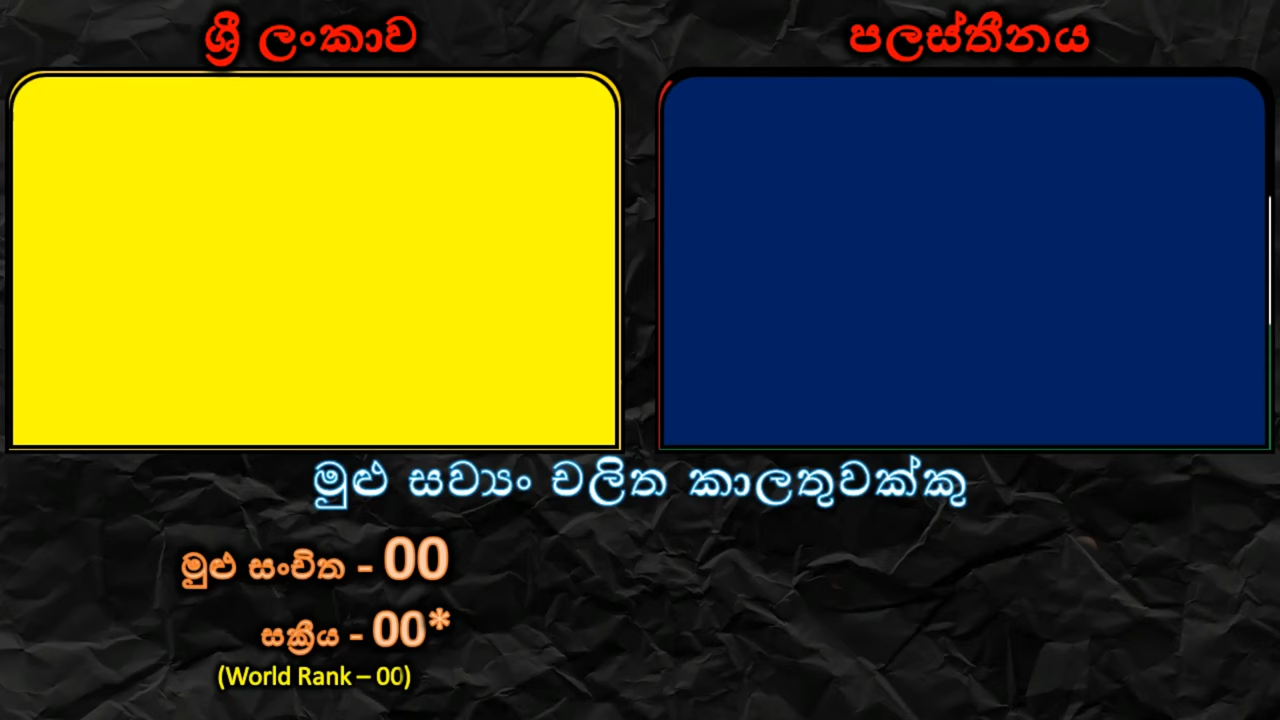 ශ්‍රී ලංකාව
පලස්තීනය
මුළු සව්‍යං චලිත කාලතුවක්කු
මුළු සංචිත – 00
සක්‍රීය – 00*
(World Rank – 00)